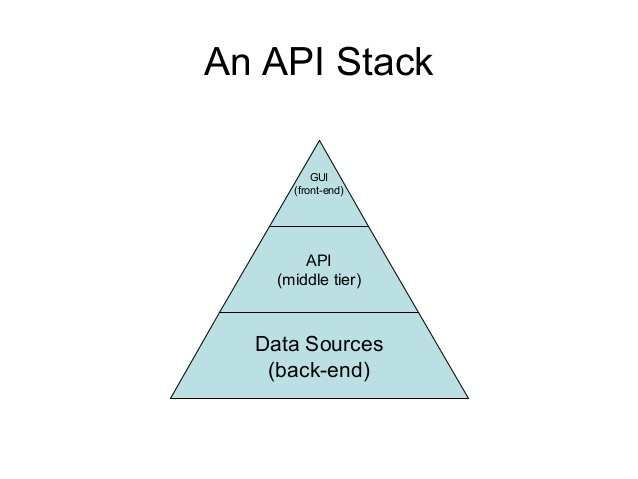 An API Stack
GUI
(front-end)
API
(middle tier)
Data Sources
(back-end)